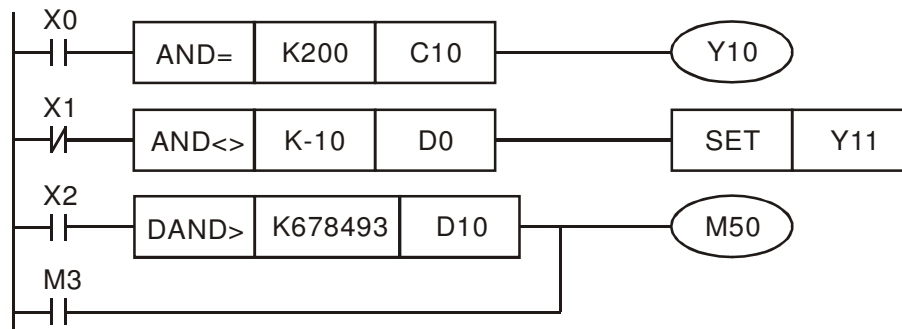 X0
AND= K200 C10 Y10
X1
AND<> K-10 D0 SET Y11
X2
DAND> K678493 D10 M50
M3